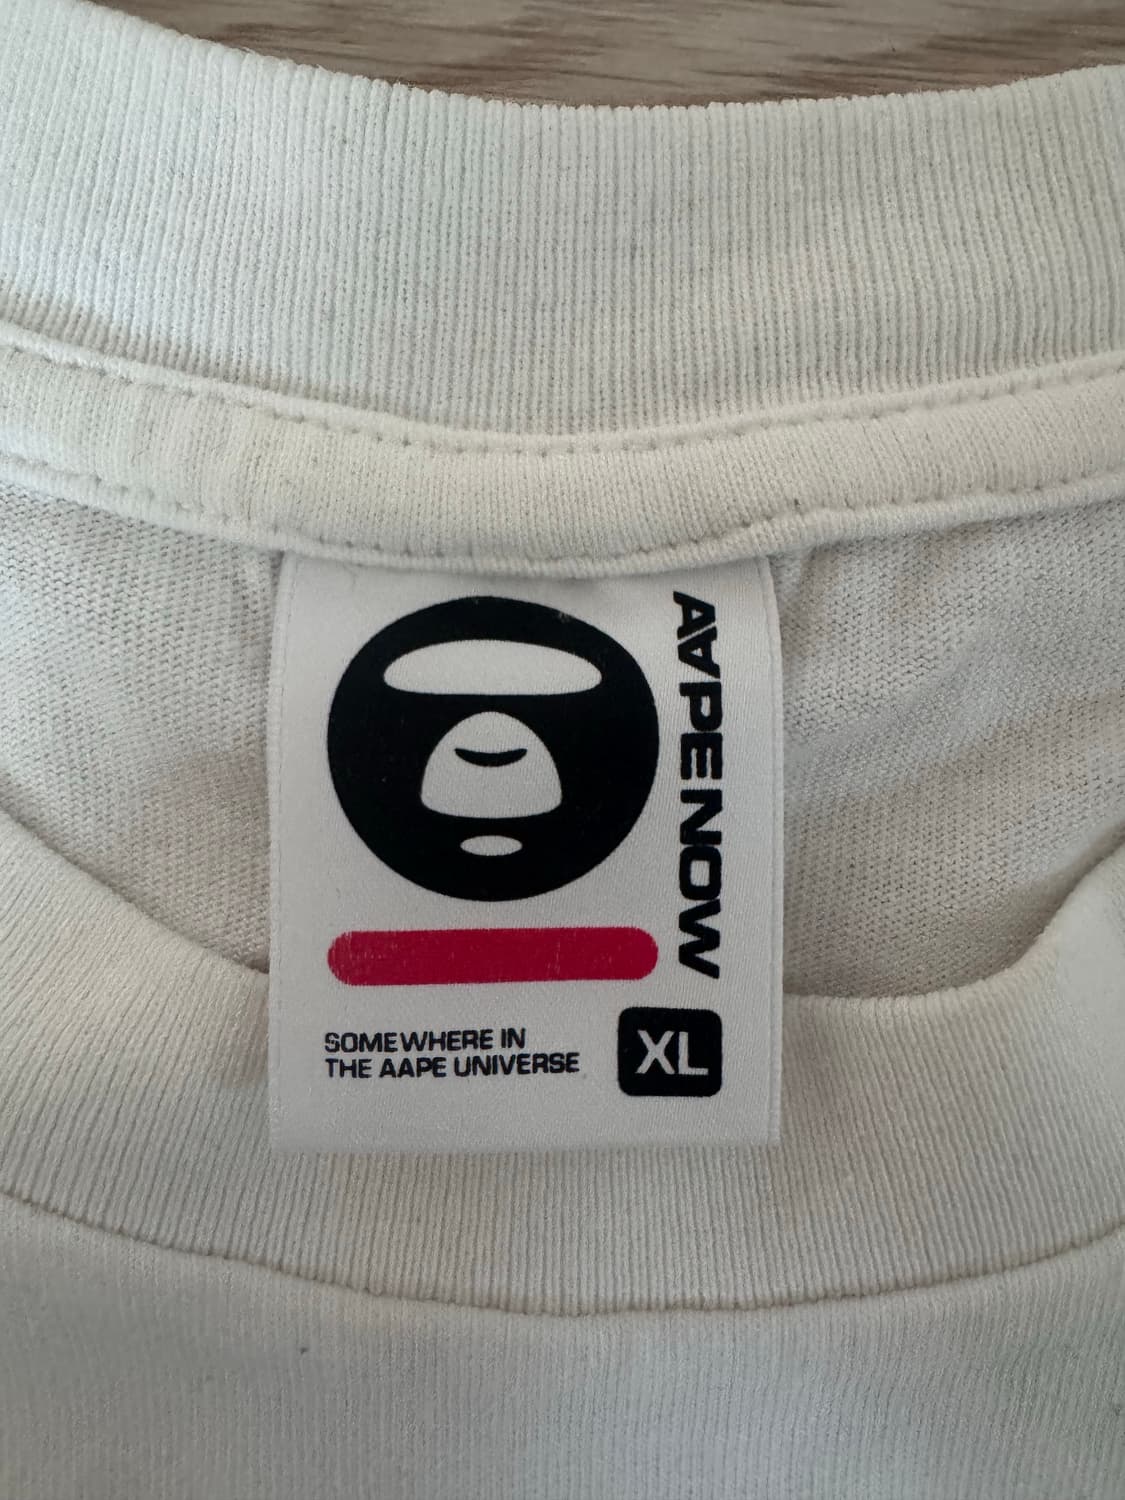 AAPE NOW
SOMEWHERE IN
THE AAPE UNIVERSE
XL